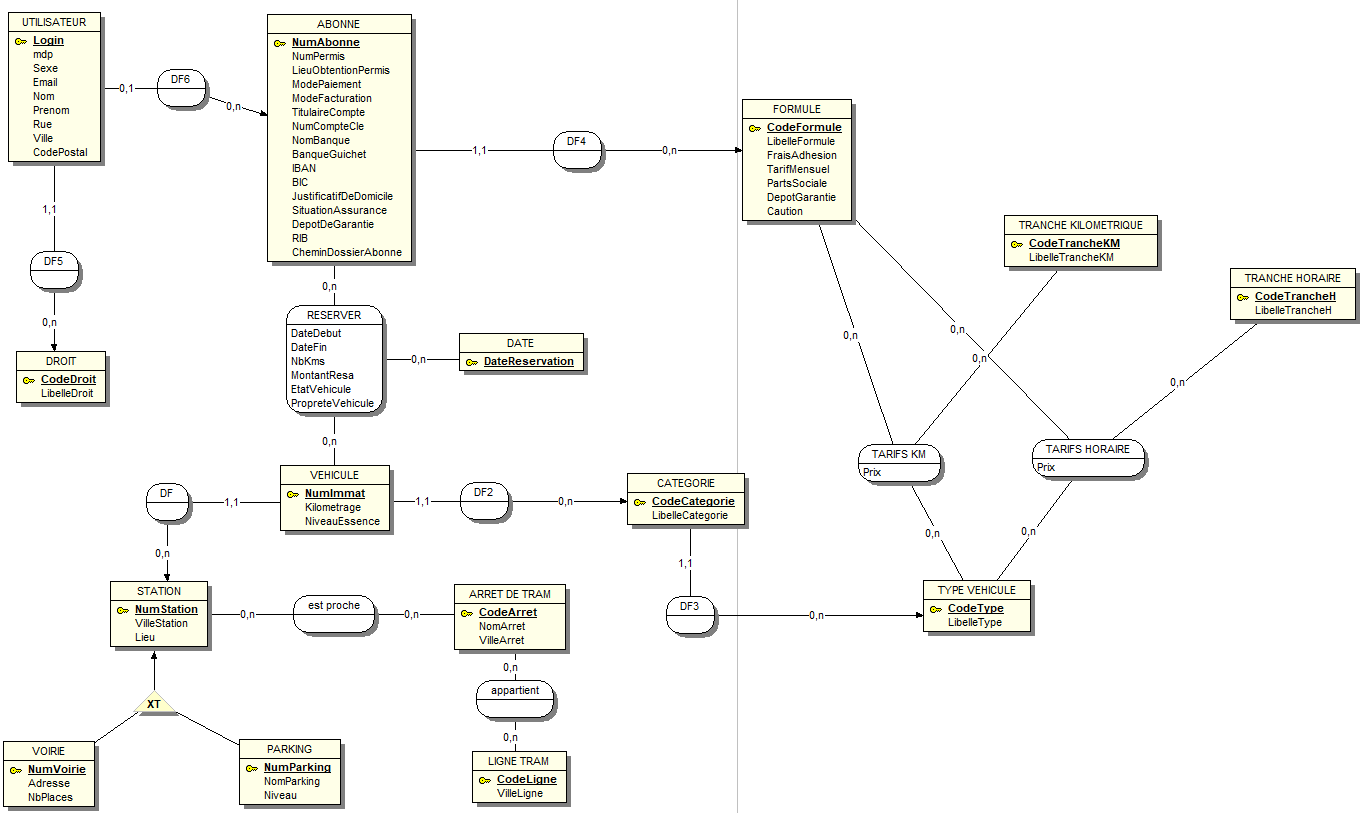 UTILISATEUR
Login
mdp
Sexe
Email
Nom
Prenom
Rue
Ville
CodePostal
0,1
DF6
0,n
ABONNE
NumAbonne
NumPermis
LieuObtentionPermis
ModePaiement
ModeFacturation
TitulaireCompte
NumCompteCle
NomBanque
BanqueGuichet
IBAN
BIC
JustificatifDeDomicile
SituationAssurance
DepotDeGarantie
RIB
CheminDossierAbonne
1,1
DF4
0,n
FORMULE
CodeFormule
LibelleFormule
FraisAdhesion
TarifMensuel
PartsSociale
DepotGarantie
Caution
TRANCHE KILOMETRIQUE
CodeTrancheKM
LibelleTrancheKM
TRANCHE HORAIRE
CodeTrancheH
LibelleTrancheH
1,1
DF5
0,n
DROIT
CodeDroit
LibelleDroit
0,n
RESERVER
DateDebut
DateFin
NbKms
MontantResa
EtatVehicule
PropreteVehicule
0,n
DATE
DateReservation
0,n
0,n
0,n
0,n
0,n
TARIFS KM
Prix
TARIFS HORAIRE
Prix
0,n
0,n
VEHICULE
NumImmat
Kilometrage
NiveauEssence
1,1
DF
0,n
1,1
DF2
0,n
CATEGORIE
CodeCategorie
LibelleCategorie
1,1
DF3
0,n
TYPE VEHICULE
CodeType
LibelleType
STATION
NumStation
VilleStation
Lieu
0,n
est proche
0,n
ARRET DE TRAM
CodeArret
NomArret
VilleArret
0,n
appartient
0,n
LIGNE TRAM
CodeLigne
VilleLigne
XT
VOIRIE
NumVoirie
Adresse
NbPlaces
PARKING
NumParking
NomParking
Niveau